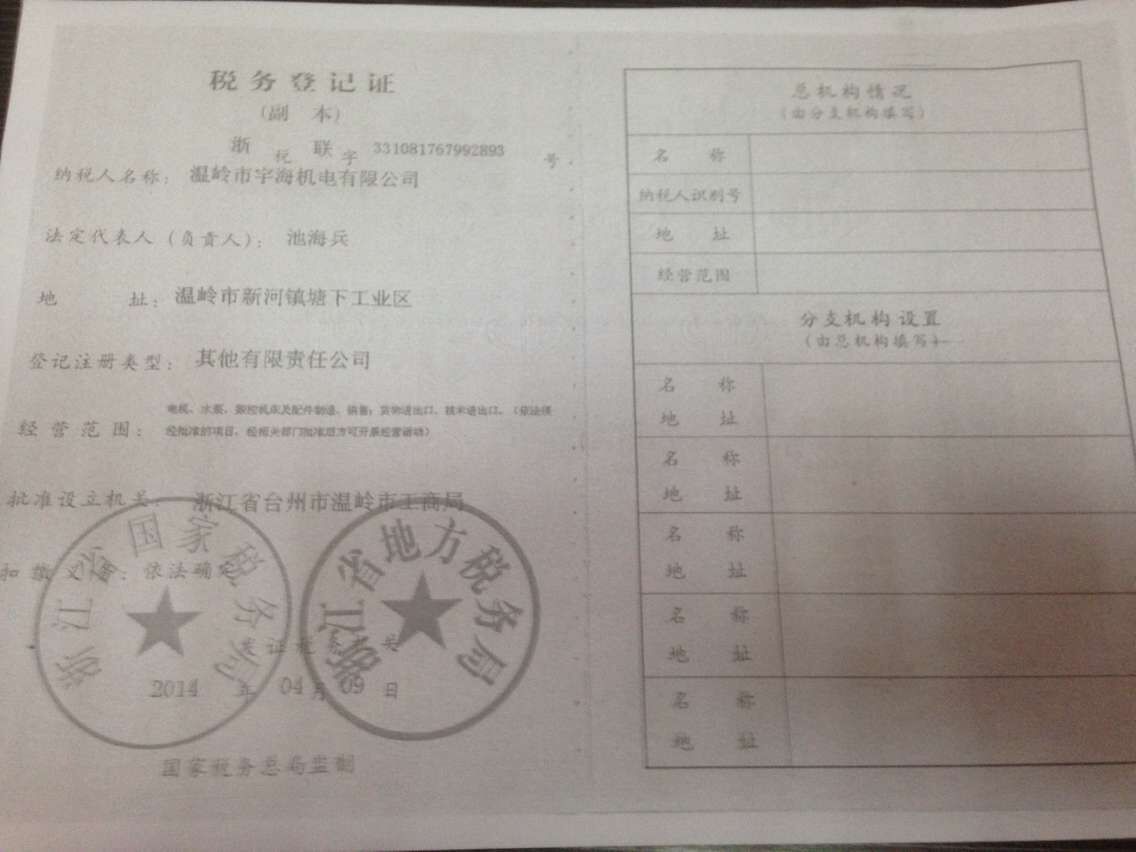 税务登记证
(副 本)
浙 税 联 字 331081767992893 号
纳税人名称: 温岭市宇海机电有限公司
法定代表人(负责人): 池海兵
地 址: 温岭市新河镇塘下工业区
登记注册类型: 其他有限责任公司
经营范围: 电机、水泵、数控机床及配件制造、销售;货物进出口、技术进出口。(依法须
经批准的项目,经相关部门批准后方可开展经营活动)
批准设立机关: 浙江省台州市温岭市工商局
扣缴义务: 依法确定
浙江省国家税务局
浙江省地方税务局
发证税务机关
2014 年 04 月 09 日
国家税务总局监制
总机构情况
(由分支机构填写)
名 称
纳税人识别号
地 址
经营范围
分支机构设置
(由总机构填写)
名 称
地 址
名 称
地 址
名 称
地 址
名 称
地 址
名 称
地 址